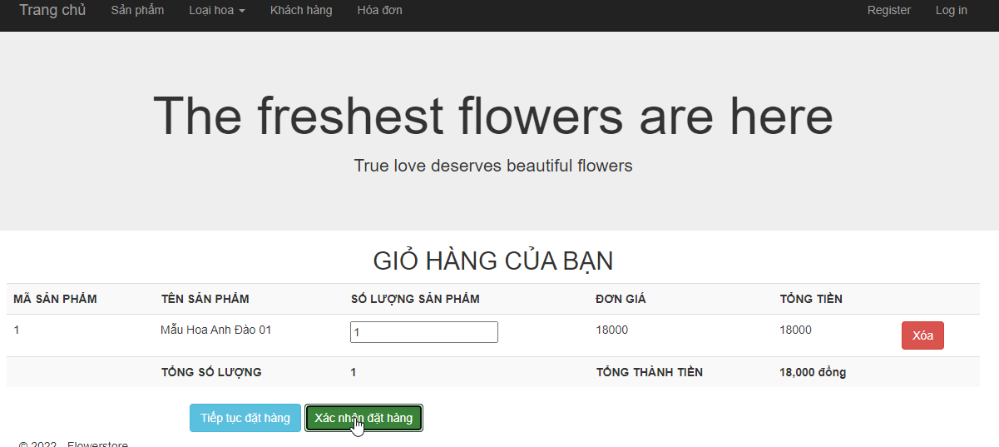 Trang chủ Sản phẩm Loại hoa Khách hàng Hóa đơn Register Log in
The freshest flowers are here
True love deserves beautiful flowers
GIỎ HÀNG CỦA BẠN
MÃ SẢN PHẨM TÊN SẢN PHẨM SỐ LƯỢNG SẢN PHẨM ĐƠN GIÁ TỔNG TIỀN
1 Mẫu Hoa Anh Đào 01 1 18000 18000 Xóa
TỔNG SỐ LƯỢNG 1 TỔNG THÀNH TIỀN 18,000 đồng
Tiếp tục đặt hàng Xác nhận đặt hàng
© 2022 - Flowerstore